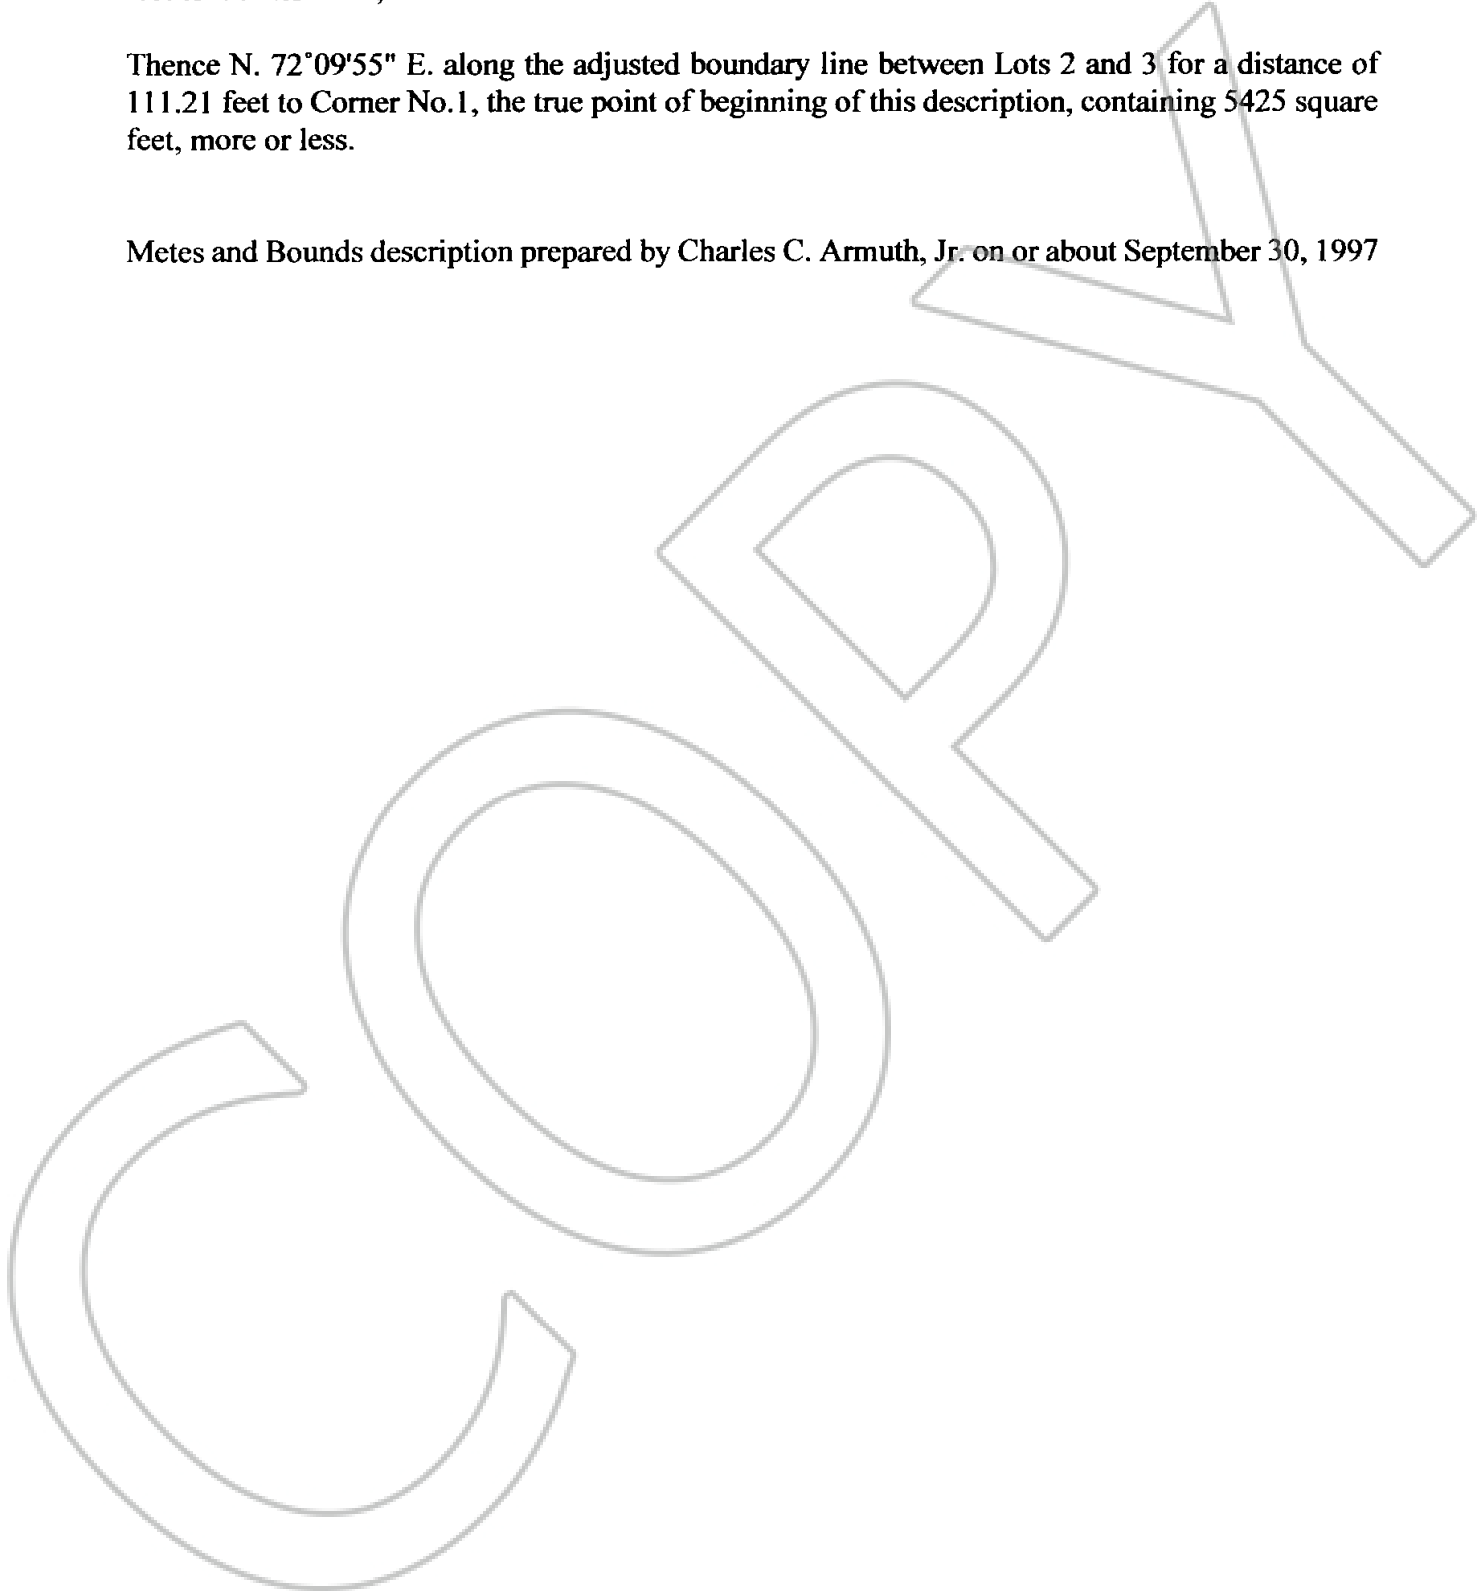 Thence N. 72°09'55" E. along the adjusted boundary line between Lots 2 and 3 for a distance of
111.21 feet to Corner No.1, the true point of beginning of this description, containing 5425 square
feet, more or less.
Metes and Bounds description prepared by Charles C. Armuth, Jr. on or about September 30, 1997
COPY